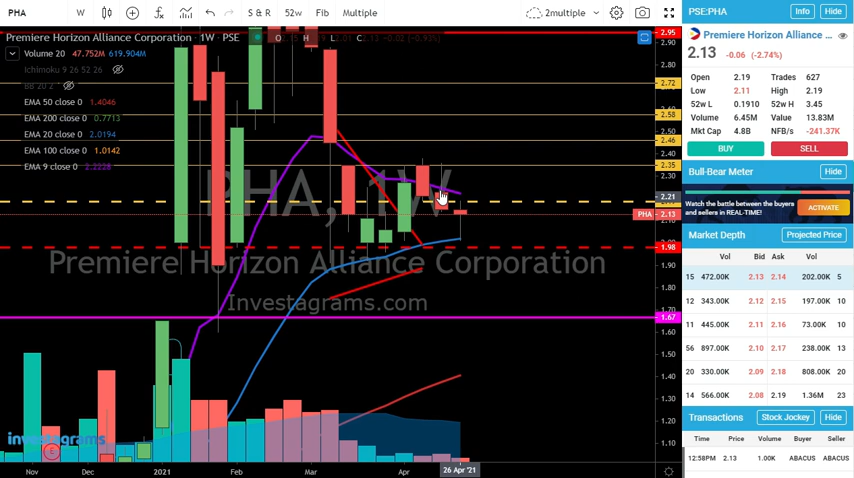 PHA W S & R 52w Fib Multiple 2multiple
Premiere Horizon Alliance Corporation · 1W · PSE O H L C
Volume 20 47.752M 619.904M
Ichimoku 9 26 52 26
BB 20 2
EMA 50 close 0 1.4046
EMA 200 close 0 0.7713
EMA 20 close 0 2.0194
EMA 100 close 0 1.0142
EMA 9 close 0 2.2228
PHA, 1W
Premiere Horizon Alliance Corporation
Investagrams.com
investagrams
E
2.95
2.90
2.80
2.72
2.58
2.46
2.40
2.35
2.30
2.21
PHA 2.13
1.98
1.90
1.80
1.67
1.60
1.50
1.40
1.30
1.20
1.10
Nov Dec 2021 Feb Mar Apr 26 Apr '21
PSE:PHA Info Hide
Premiere Horizon Alliance ...
2.13 -0.06 (-2.74%)
Open 2.19 Trades 627
Low 2.11 High 2.19
52w L 0.1910 52w H 3.45
Volume 6.45M Value 13.83M
Mkt Cap 4.8B NFB/s -241.37K
BUY SELL
Bull-Bear Meter Hide
Watch the battle between the buyers
and sellers in REAL-TIME!
ACTIVATE
Market Depth Projected Price
Vol Bid Ask Vol
15 472.00K 2.13 2.14 202.00K 5
12 343.00K 2.12 2.15 197.00K 10
11 445.00K 2.11 2.16 73.00K 10
56 897.00K 2.10 2.17 238.00K 13
20 330.00K 2.09 2.18 808.00K 20
14 566.00K 2.08 2.19 1.36M 23
Transactions Stock Jockey Hide
Time Price Volume Buyer Seller
12:58PM 2.13 1.00K ABACUS ABACUS